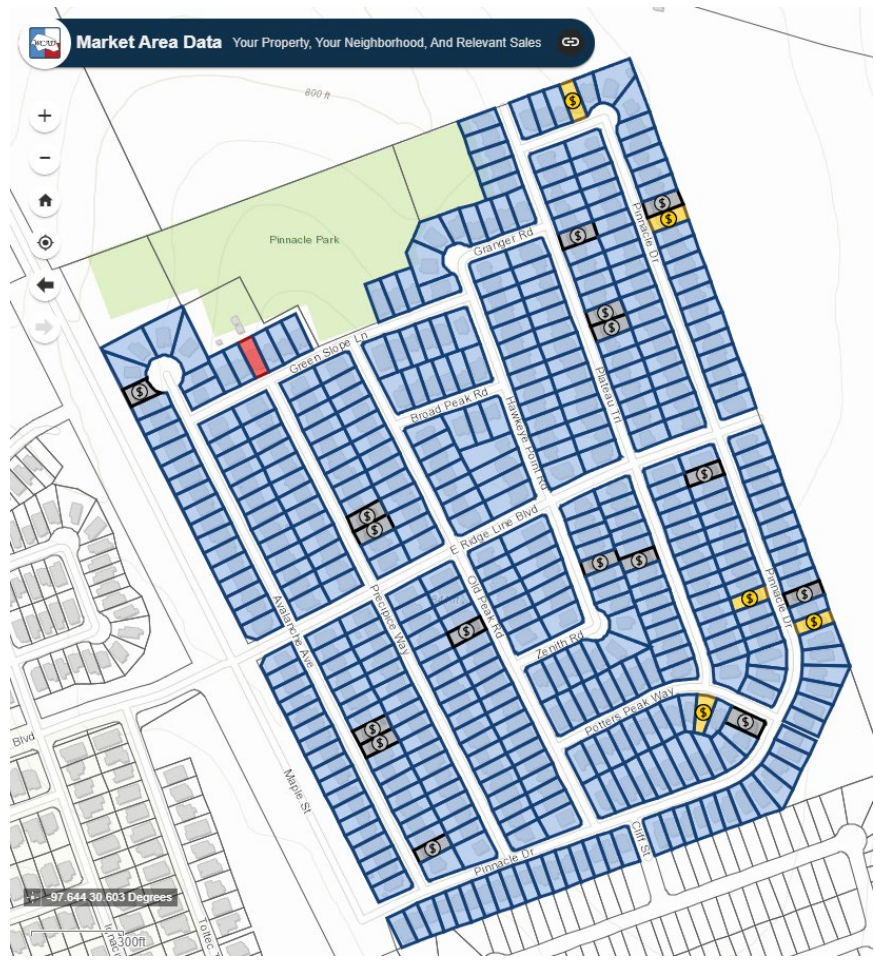 WCAD
Market Area Data Your Property, Your Neighborhood, And Relevant Sales
800 ft
Pinnacle Park
Granger Rd
Pinnacle Dr
Green Slope Ln
Broad Peak Rd
Hawkeye Point Rd
Plateau Trl
E Ridge Line Blvd
Avalanche Ave
Precipice Way
Old Peak Rd
Zenith Rd
Pinnacle Dr
Potters Peak Way
Blvd
Maple St
Pinnacle Dr
Cliff St
-97.644 30.603 Degrees
300ft